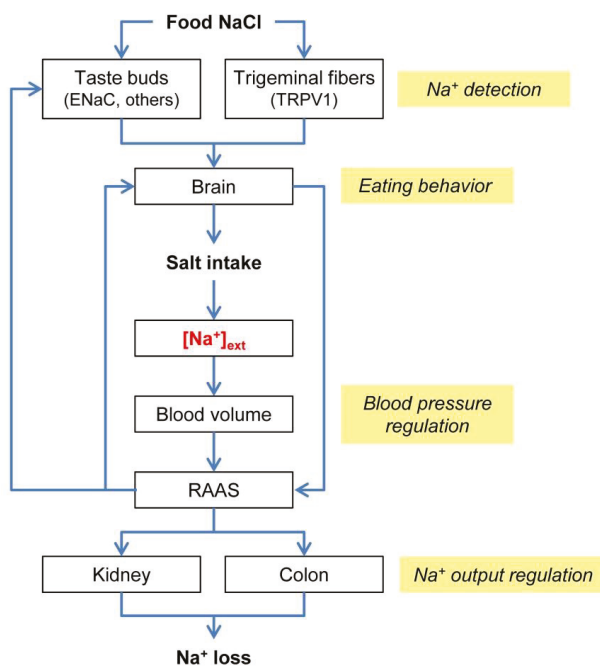 Food NaCl
Taste buds
(ENaC, others)
Trigeminal fibers
(TRPV1)
Na⁺ detection
Brain
Eating behavior
Salt intake
[Na⁺]ext
Blood volume
Blood pressure
regulation
RAAS
Kidney
Colon
Na⁺ output regulation
Na⁺ loss